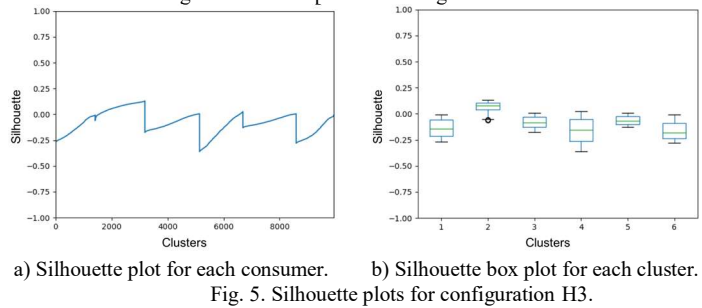 1.00
0.75
0.50
0.25
0.00
−0.25
−0.50
−0.75
−1.00
Silhouette
0 2000 4000 6000 8000
Clusters
1.00
0.75
0.50
0.25
0.00
−0.25
−0.50
−0.75
−1.00
Silhouette
1 2 3 4 5 6
Clusters
a) Silhouette plot for each consumer. b) Silhouette box plot for each cluster.
Fig. 5. Silhouette plots for configuration H3.